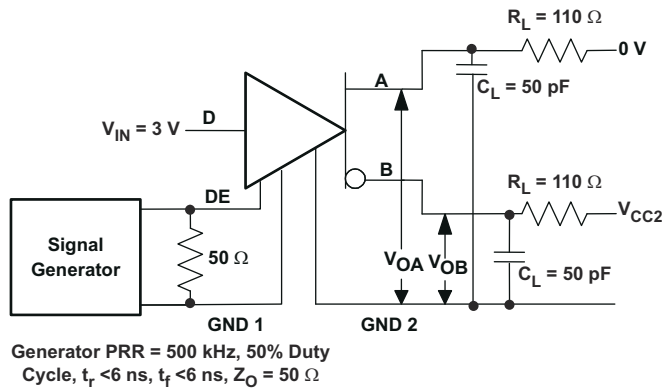 R_L = 110 Ω
0 V
C_L = 50 pF
A
V_IN = 3 V
D
B
R_L = 110 Ω
V_CC2
DE
Signal
Generator
50 Ω
V_OA
V_OB
C_L = 50 pF
GND 1
GND 2
Generator PRR = 500 kHz, 50% Duty
Cycle, t_r <6 ns, t_f <6 ns, Z_O = 50 Ω